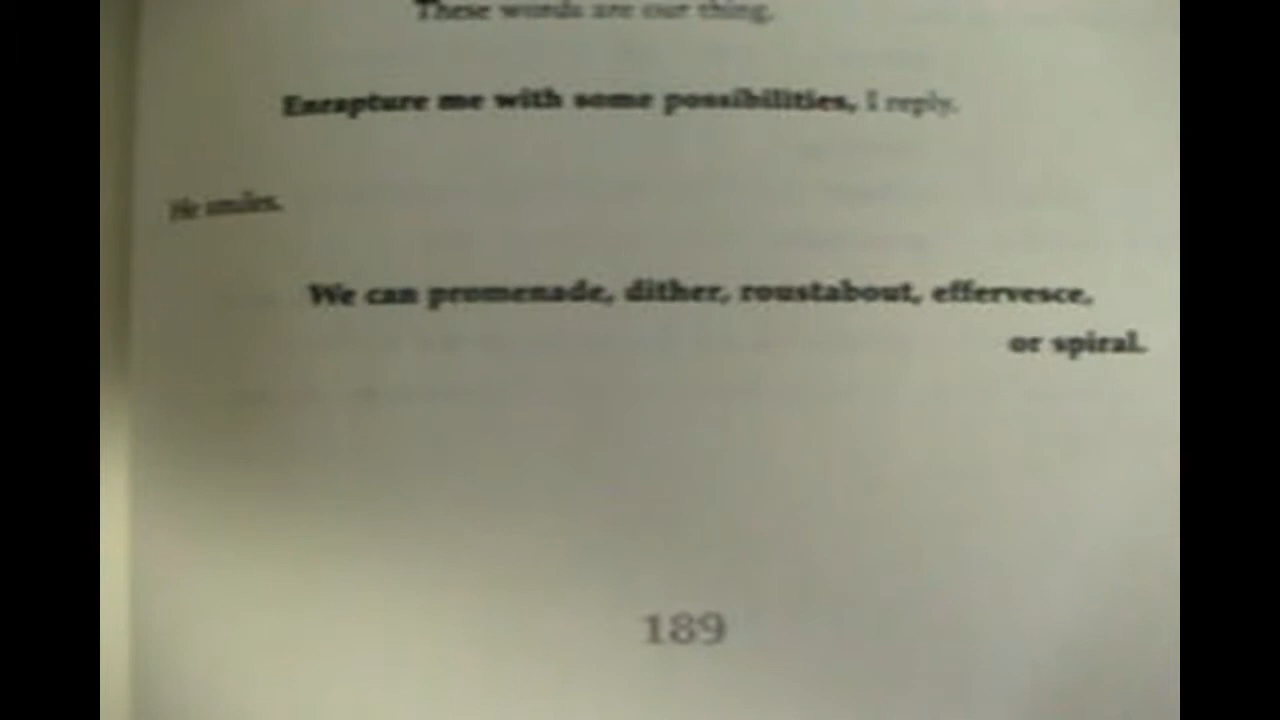 These words are our thing.
Enrapture me with some possibilities, I reply.
He smiles.
We can promenade, dither, roustabout, effervesce,
or spiral.
189